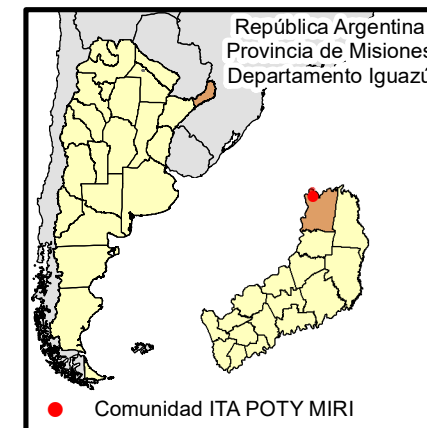 República Argentina
Provincia de Misiones
Departamento Iguazú
Comunidad ITA POTY MIRI